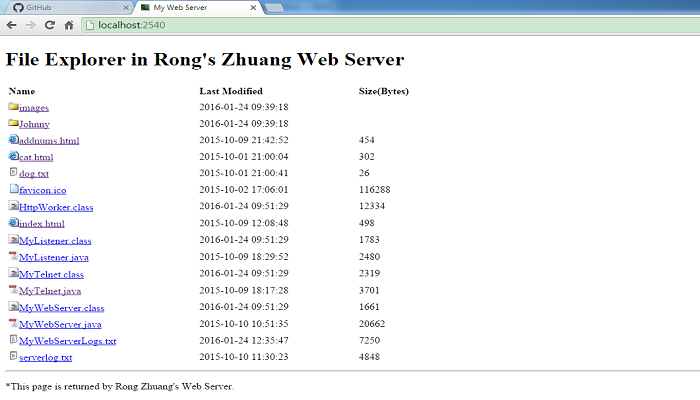 GitHub
My Web Server
localhost:2540
File Explorer in Rong's Zhuang Web Server
Name Last Modified Size(Bytes)
images 2016-01-24 09:39:18
Johnny 2016-01-24 09:39:18
addnums.html 2015-10-09 21:42:52 454
cat.html 2015-10-01 21:00:04 302
dog.txt 2015-10-01 21:00:41 26
favicon.ico 2015-10-02 17:06:01 116288
HttpWorker.class 2016-01-24 09:51:29 12334
index.html 2015-10-09 12:08:48 498
MyListener.class 2016-01-24 09:51:29 1783
MyListener.java 2015-10-09 18:29:52 2480
MyTelnet.class 2016-01-24 09:51:29 2319
MyTelnet.java 2015-10-09 18:17:28 3701
MyWebServer.class 2016-01-24 09:51:29 1661
MyWebServer.java 2015-10-10 10:51:35 20662
MyWebServerLogs.txt 2016-01-24 12:35:47 7250
serverlog.txt 2015-10-10 11:30:23 4848
*This page is returned by Rong Zhuang's Web Server.